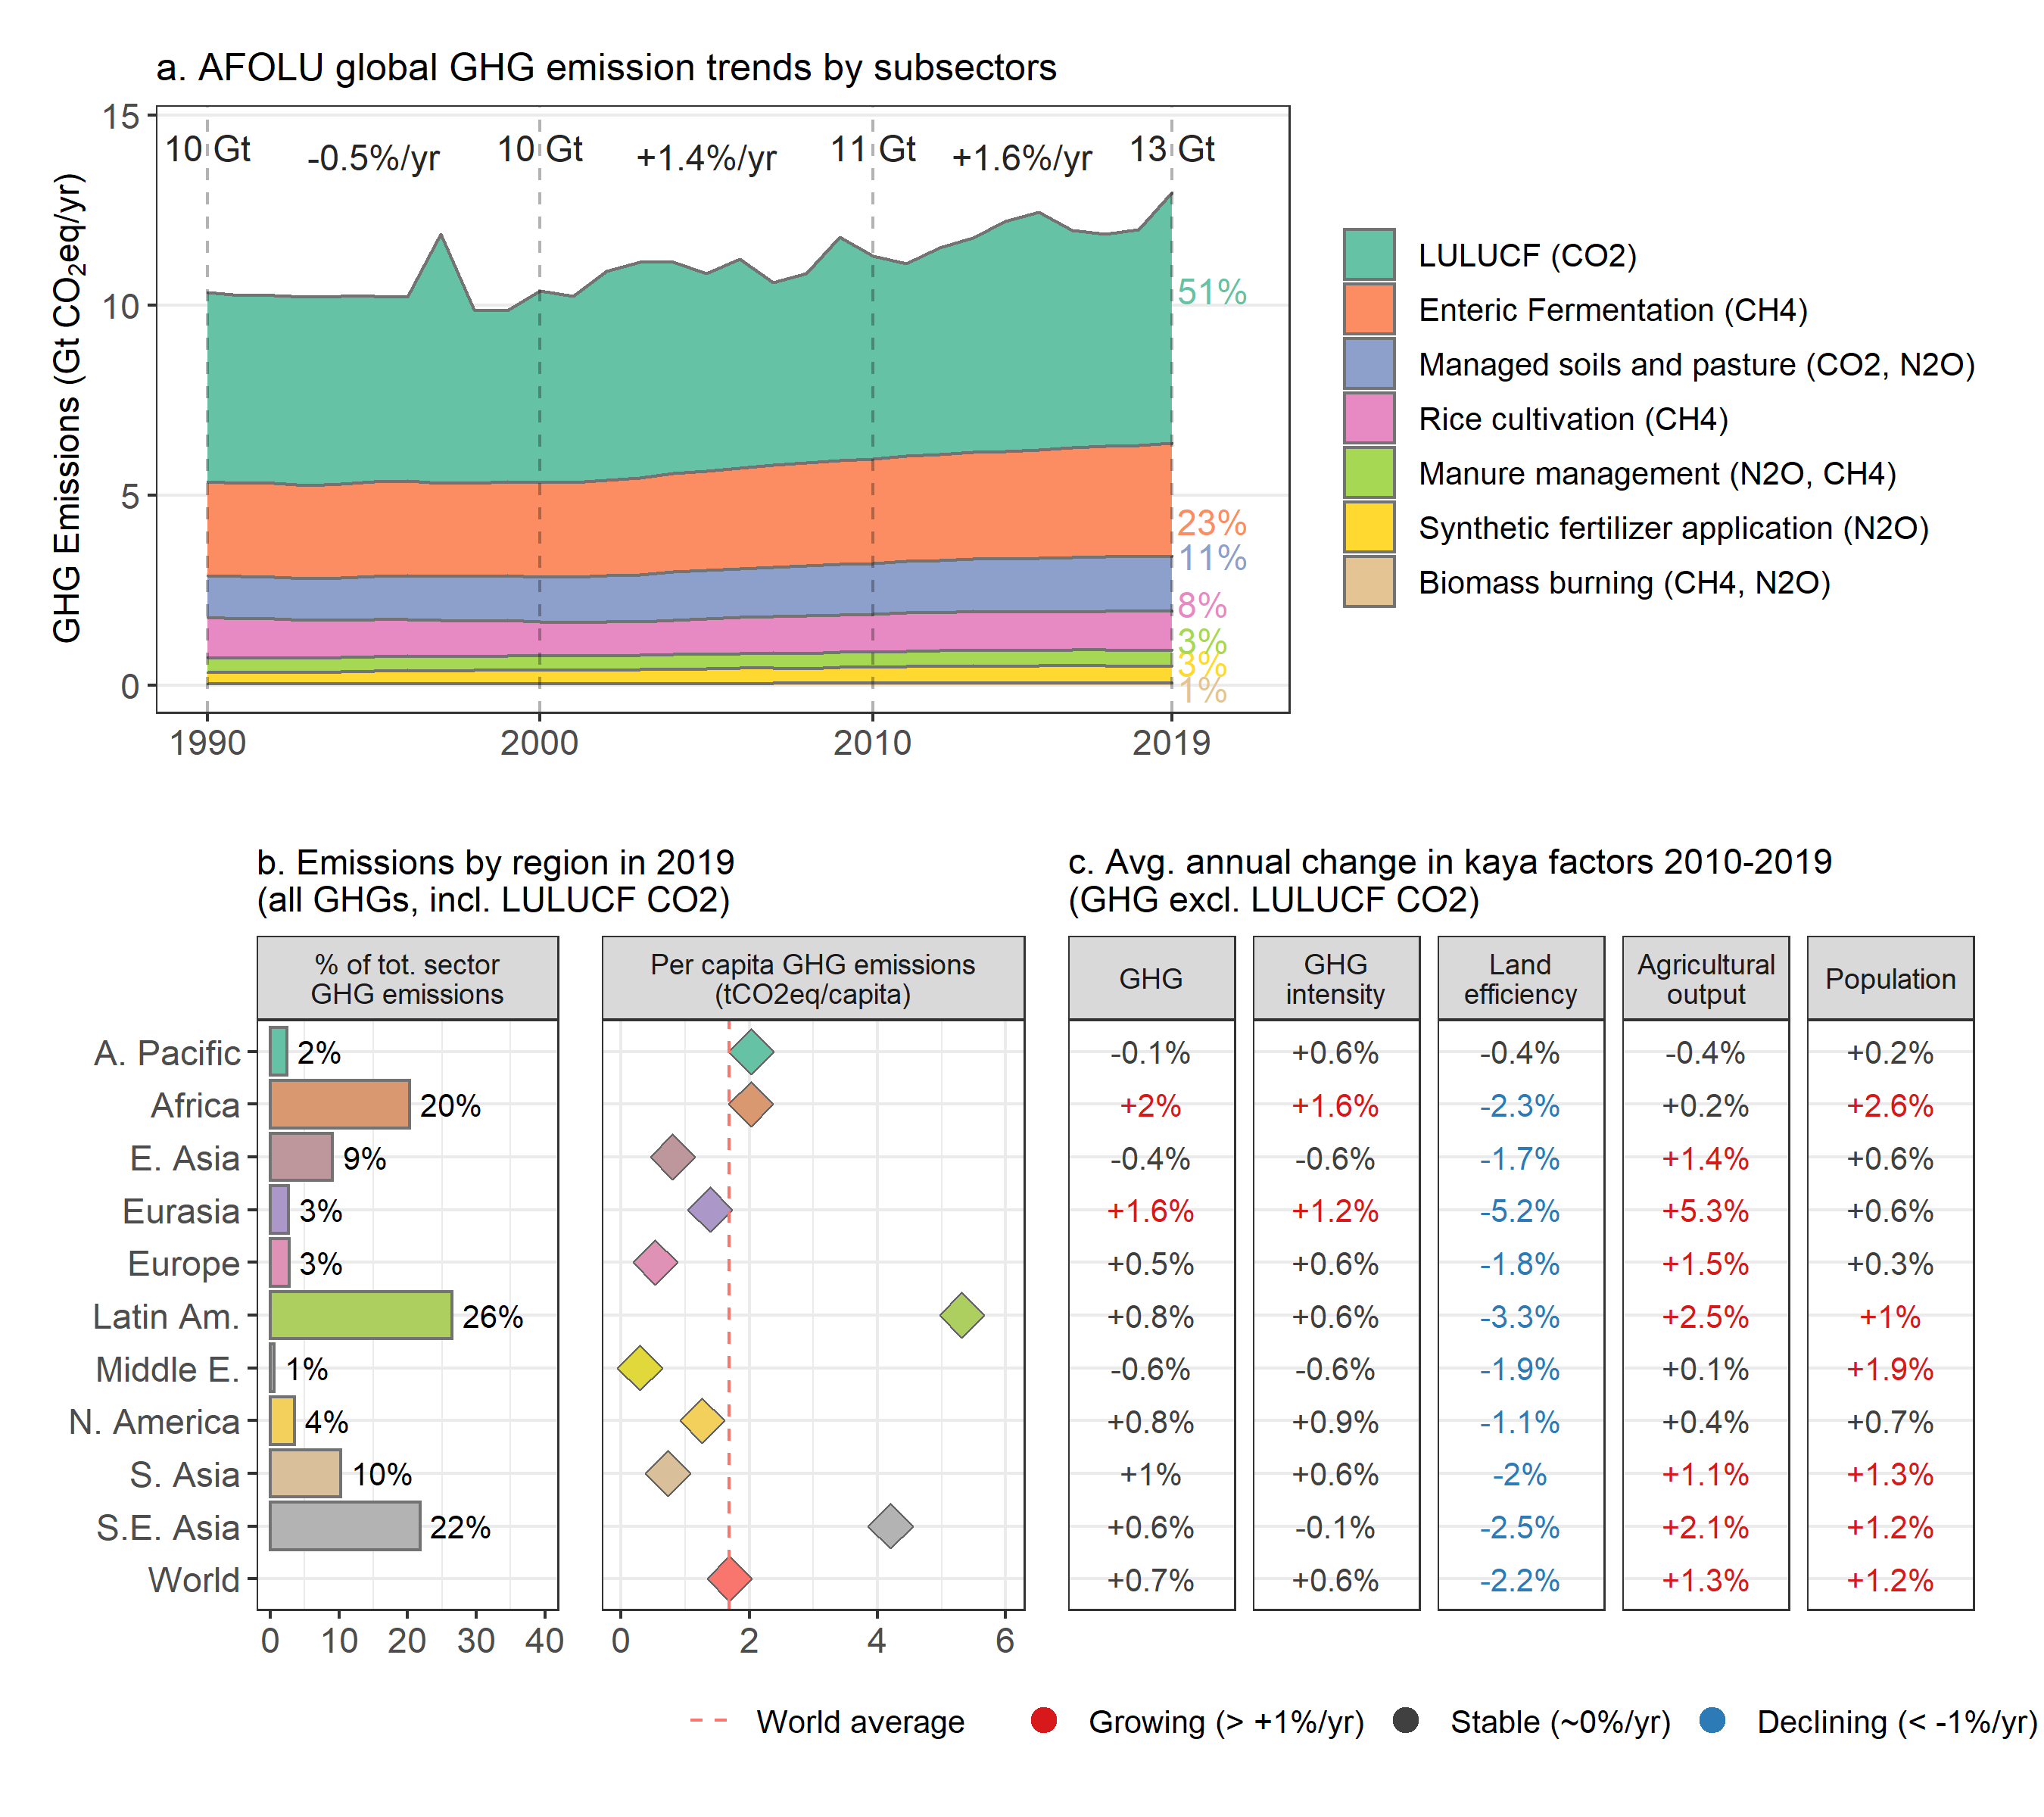 a. AFOLU global GHG emission trends by subsectors
GHG Emissions (Gt CO₂eq/yr)
15
10
5
0
10 Gt
-0.5%/yr
10 Gt
+1.4%/yr
11 Gt
+1.6%/yr
13 Gt
51%
23%
11%
8%
3%
3%
1%
1990
2000
2010
2019
LULUCF (CO2)
Enteric Fermentation (CH4)
Managed soils and pasture (CO2, N2O)
Rice cultivation (CH4)
Manure management (N2O, CH4)
Synthetic fertilizer application (N2O)
Biomass burning (CH4, N2O)
b. Emissions by region in 2019
(all GHGs, incl. LULUCF CO2)
% of tot. sector
GHG emissions
Per capita GHG emissions
(tCO2eq/capita)
A. Pacific 2%
Africa 20%
E. Asia 9%
Eurasia 3%
Europe 3%
Latin Am. 26%
Middle E. 1%
N. America 4%
S. Asia 10%
S.E. Asia 22%
World
0 10 20 30 40
0 2 4 6
c. Avg. annual change in kaya factors 2010-2019
(GHG excl. LULUCF CO2)
GHG
GHG
intensity
Land
efficiency
Agricultural
output
Population
-0.1% +0.6% -0.4% -0.4% +0.2%
+2% +1.6% -2.3% +0.2% +2.6%
-0.4% -0.6% -1.7% +1.4% +0.6%
+1.6% +1.2% -5.2% +5.3% +0.6%
+0.5% +0.6% -1.8% +1.5% +0.3%
+0.8% +0.6% -3.3% +2.5% +1%
-0.6% -0.6% -1.9% +0.1% +1.9%
+0.8% +0.9% -1.1% +0.4% +0.7%
+1% +0.6% -2% +1.1% +1.3%
+0.6% -0.1% -2.5% +2.1% +1.2%
+0.7% +0.6% -2.2% +1.3% +1.2%
World average
Growing (> +1%/yr)
Stable (~0%/yr)
Declining (< -1%/yr)